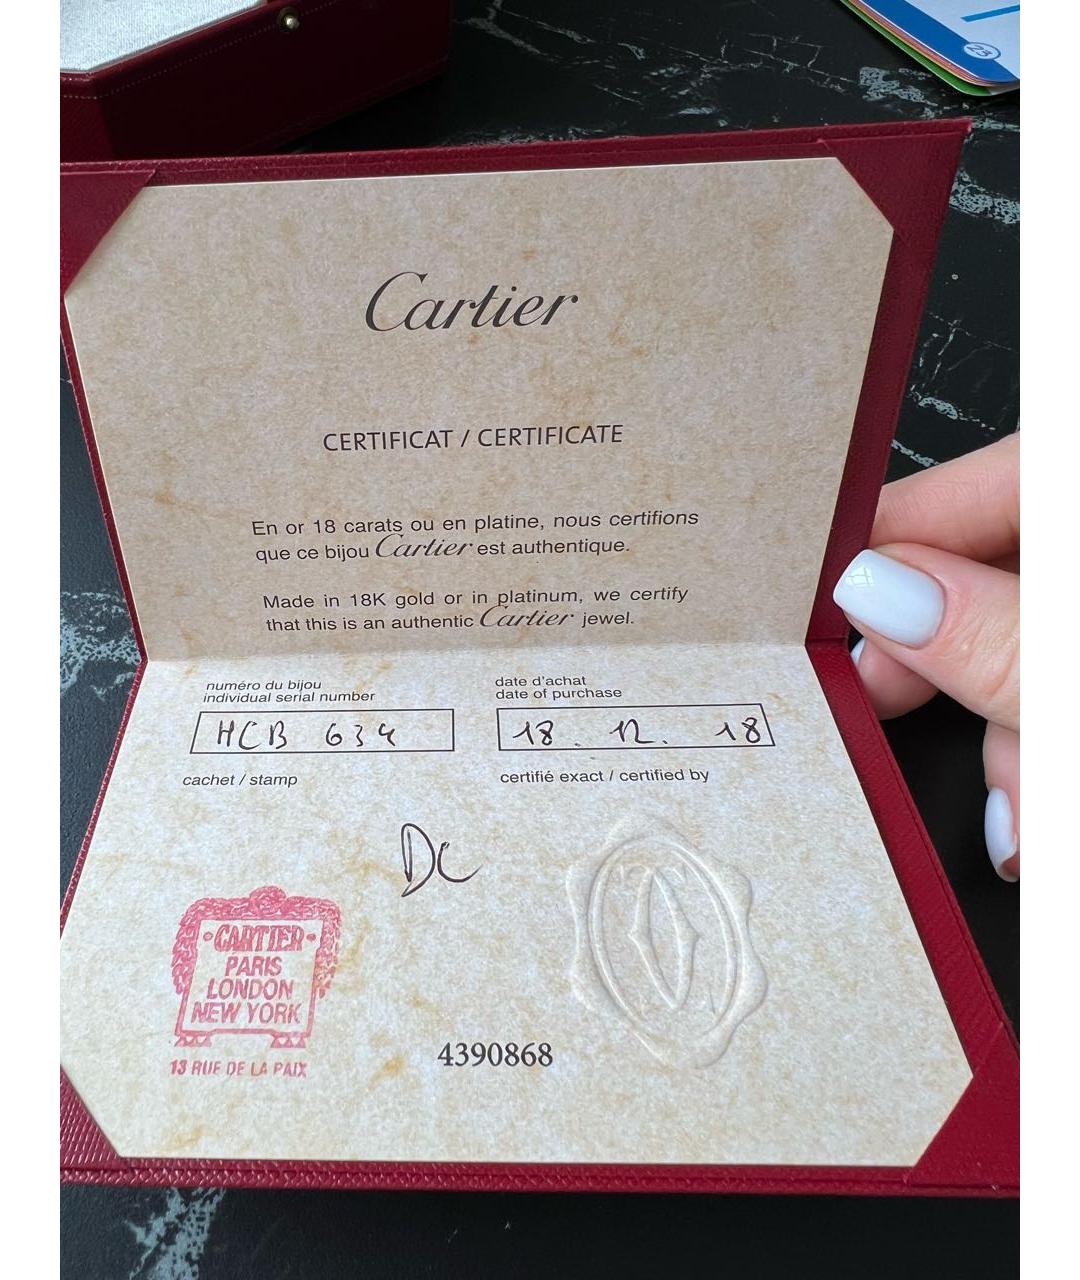 25
Cartier
CERTIFICAT / CERTIFICATE
En or 18 carats ou en platine, nous certifions
que ce bijou Cartier est authentique.
Made in 18K gold or in platinum, we certify
that this is an authentic Cartier jewel.
numéro du bijou
individual serial number
HCB 634
date d'achat
date of purchase
18. 12. 18
cachet / stamp
certifié exact / certified by
DC
•CARTIER•
PARIS
LONDON
NEW YORK
13 RUE DE LA PAIX
4390868